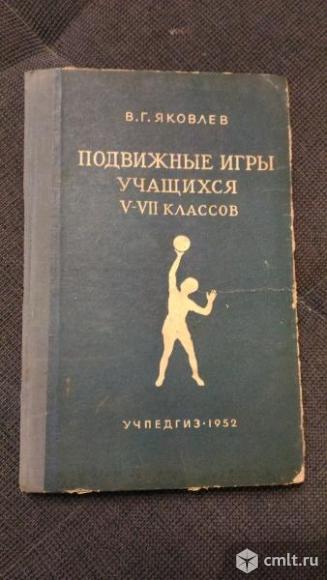 В.Г. ЯКОВЛЕВ
ПОДВИЖНЫЕ ИГРЫ
УЧАЩИХСЯ
V-VII КЛАССОВ
УЧПЕДГИЗ·1952
cmlt.ru